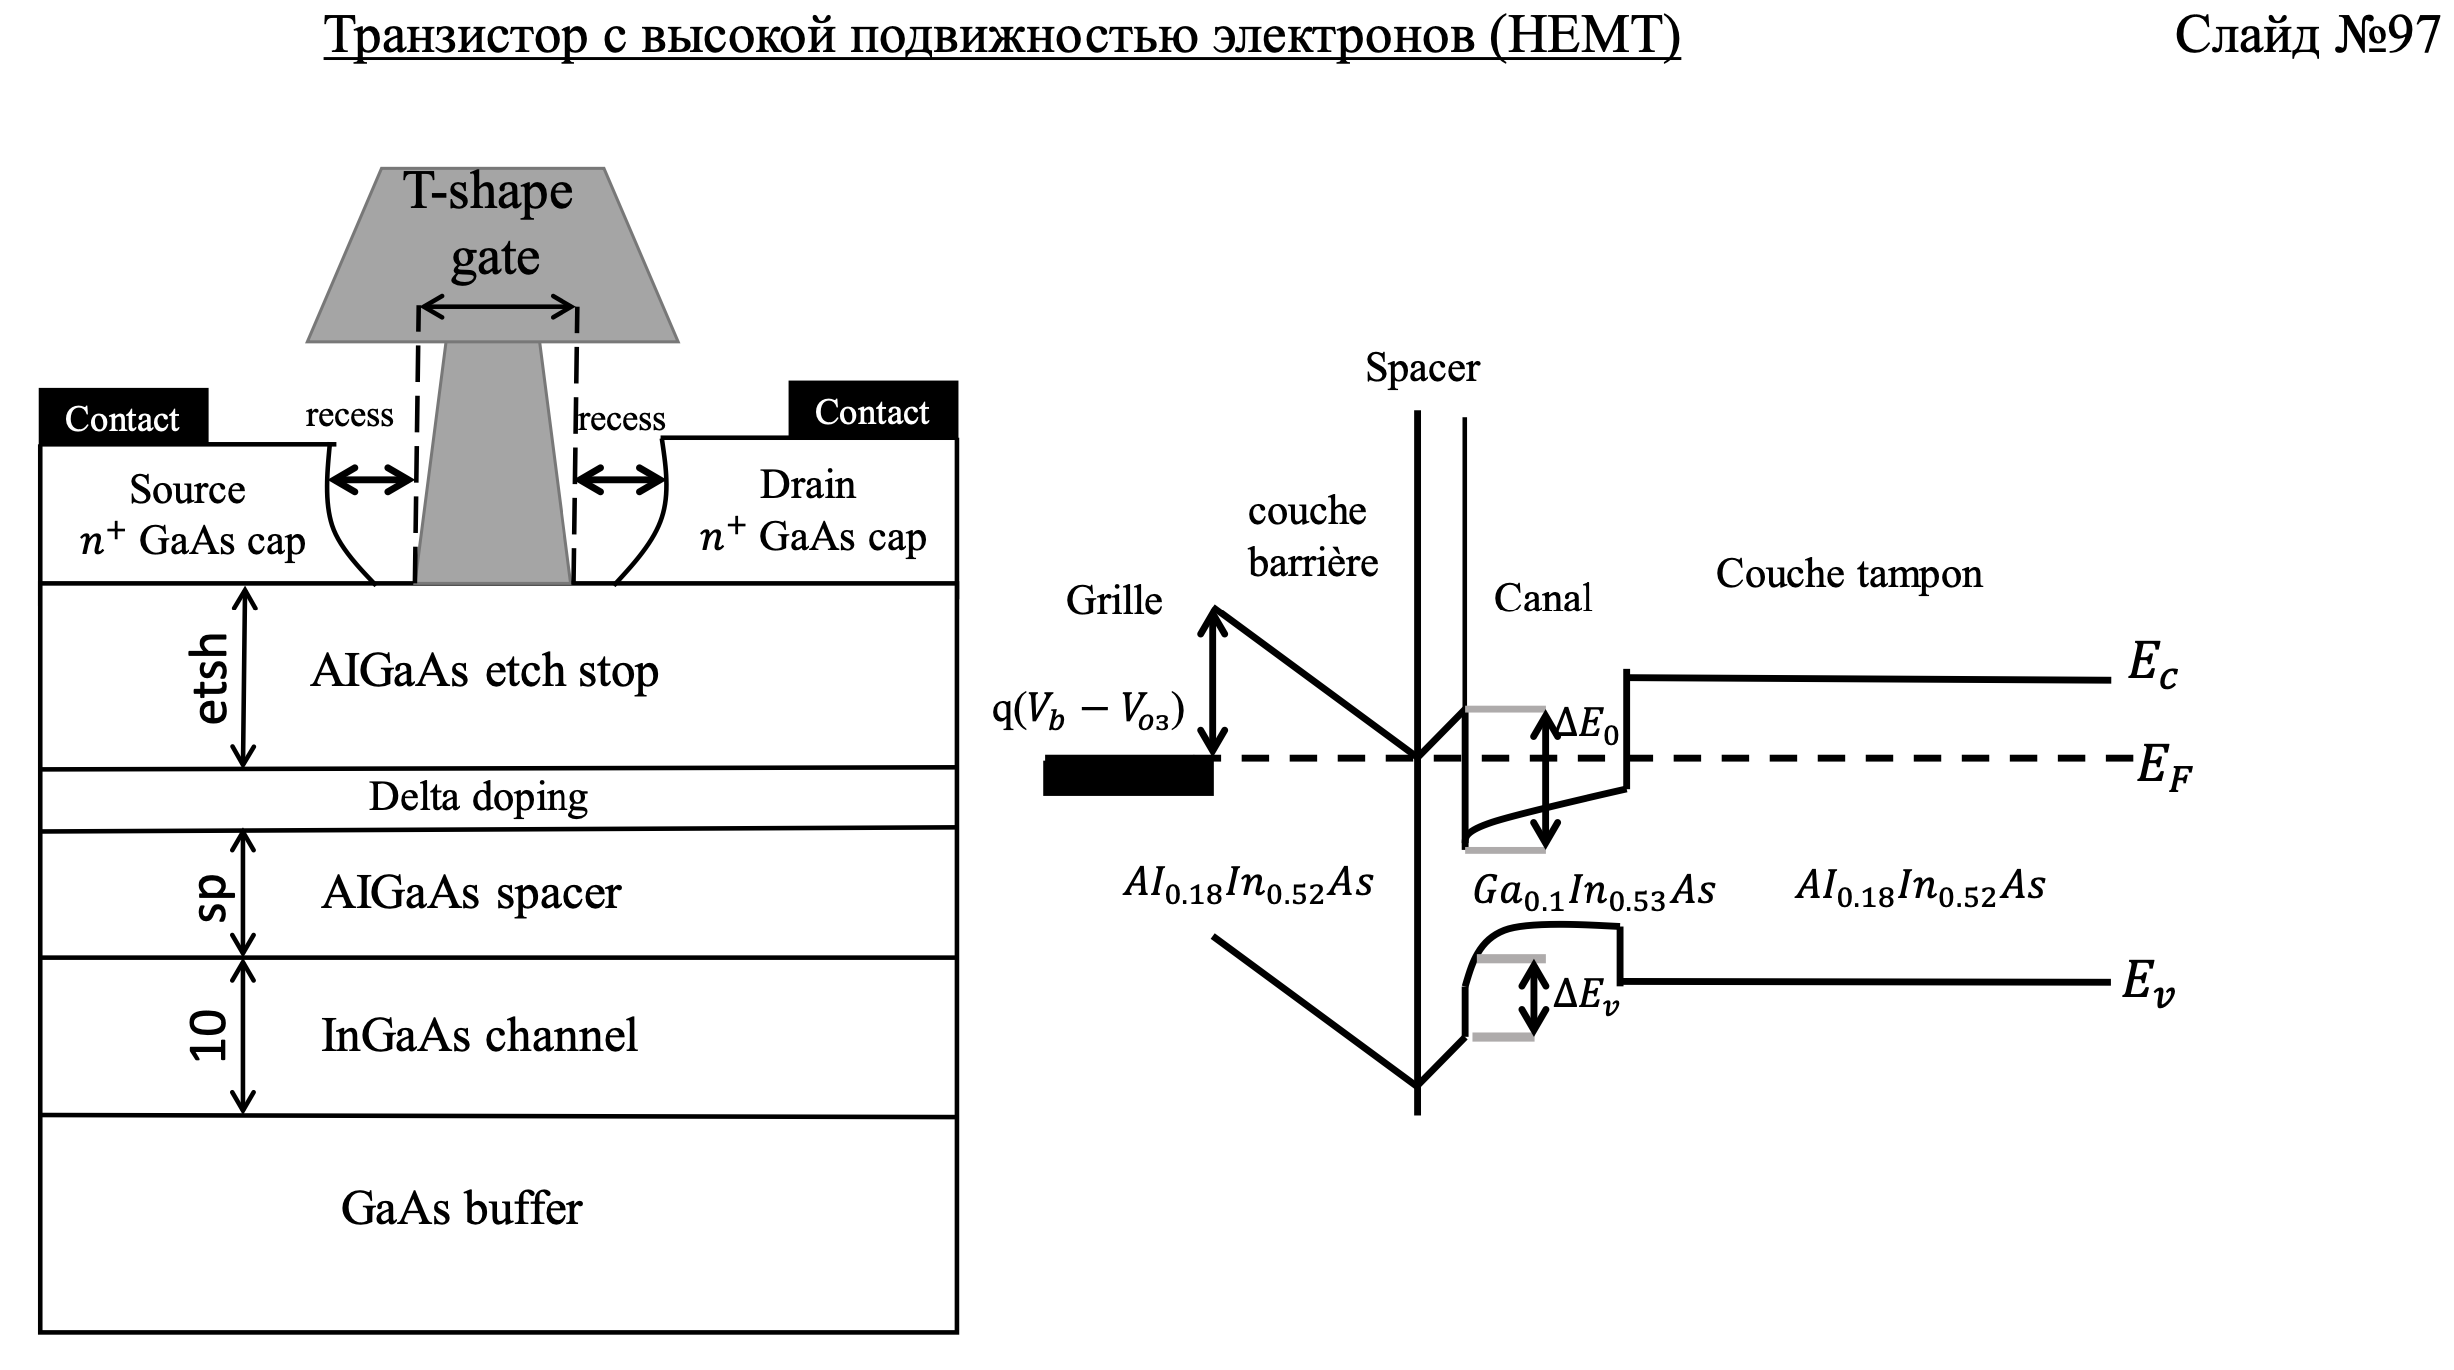 Транзистор с высокой подвижностью электронов (HEMT)
Слайд №97
T-shape
gate
Contact
recess
recess
Contact
Source
n⁺ GaAs cap
Drain
n⁺ GaAs cap
etsh
AIGaAs etch stop
Delta doping
sp
AIGaAs spacer
10
InGaAs channel
GaAs buffer
Spacer
couche
barrière
Grille
Canal
Couche tampon
q(V_b − V_o3)
ΔE_0
E_c
E_F
AI_0.18In_0.52As
Ga_0.1In_0.53As
AI_0.18In_0.52As
ΔE_v
E_v